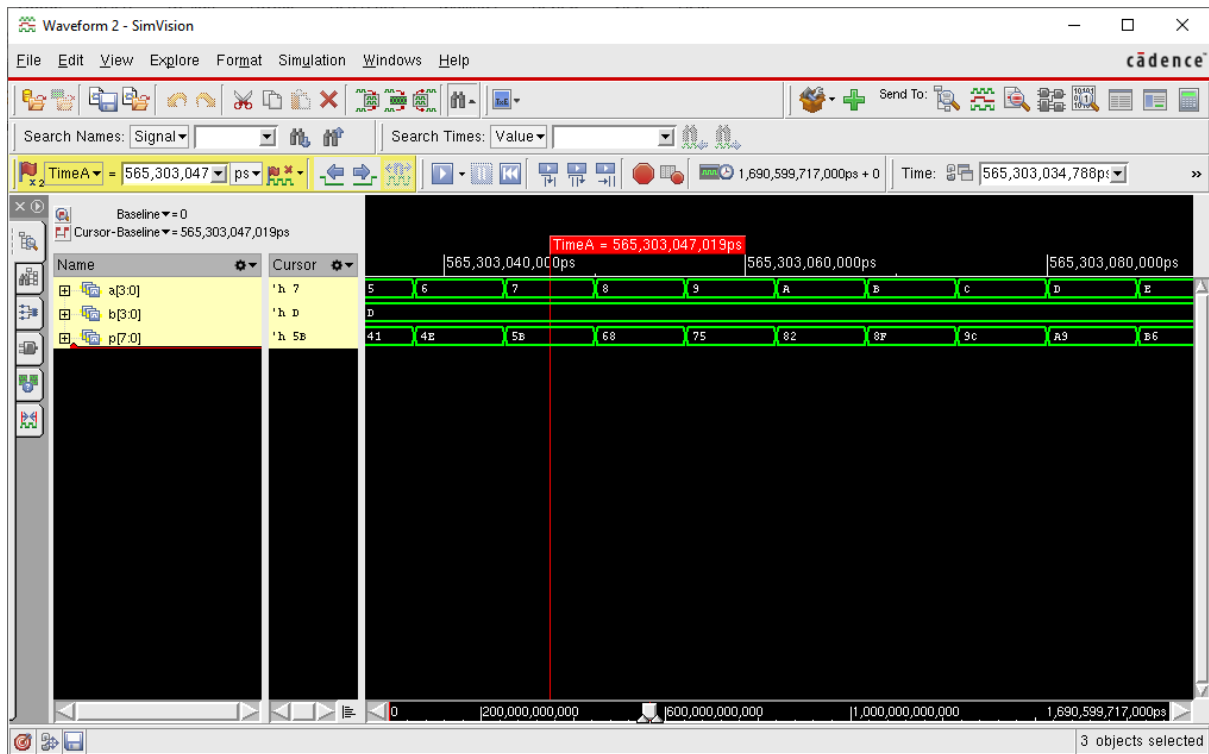 Waveform 2 - SimVision
File Edit View Explore Format Simulation Windows Help cādence
Send To:
Search Names: Signal Search Times: Value
x2 TimeA = 565,303,047 ps 1,690,599,717,000ps + 0 Time: 565,303,034,788ps
Baseline = 0
Cursor-Baseline = 565,303,047,019ps
TimeA = 565,303,047,019ps
Name Cursor 565,303,040,000ps 565,303,060,000ps 565,303,080,000ps
a[3:0] 'h 7 5 6 7 8 9 A B C D E
b[3:0] 'h D D
p[7:0] 'h 5B 41 4E 5B 68 75 82 8F 9C A9 B6
0 200,000,000,000 600,000,000,000 1,000,000,000,000 1,690,599,717,000ps
3 objects selected